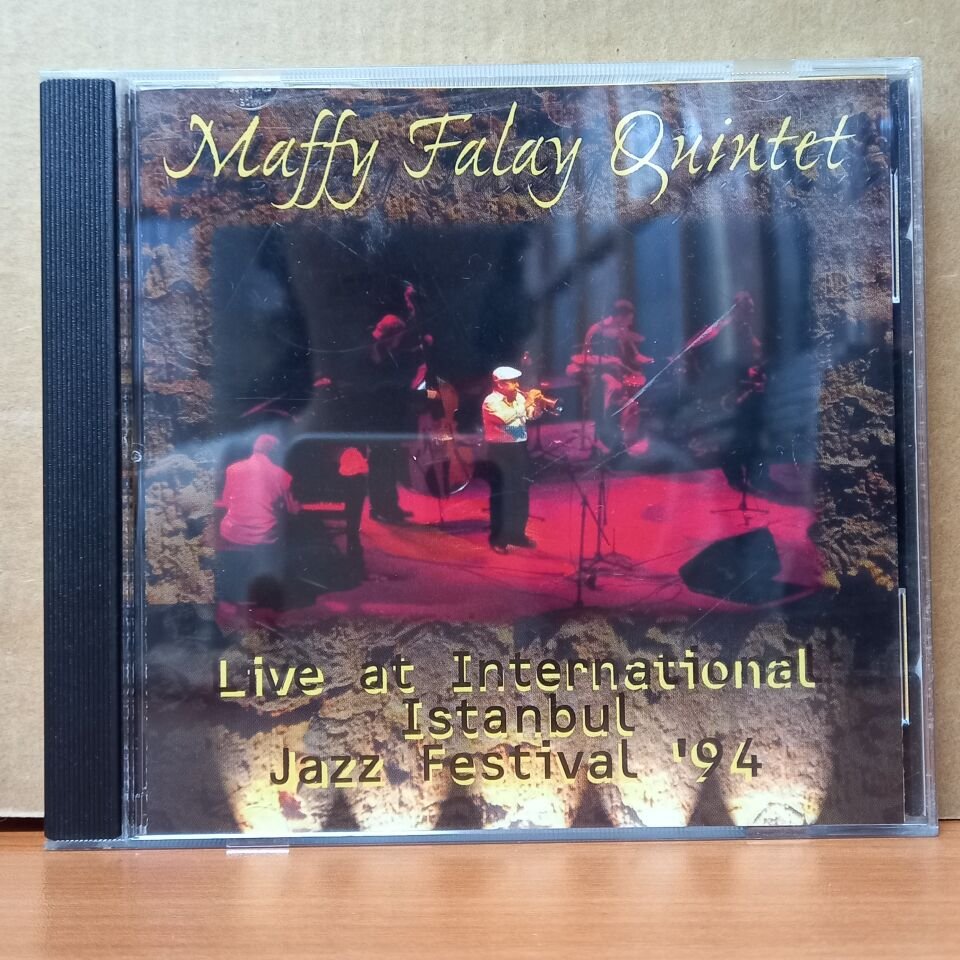 Maffy Falay Quintet
Live at International
Istanbul
Jazz Festival '94